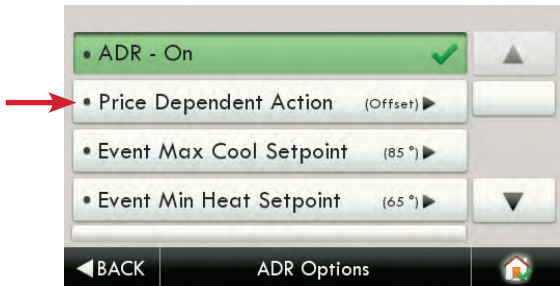 • ADR - On
• Price Dependent Action (Offset)
• Event Max Cool Setpoint (85 °)
• Event Min Heat Setpoint (65 °)
BACK ADR Options